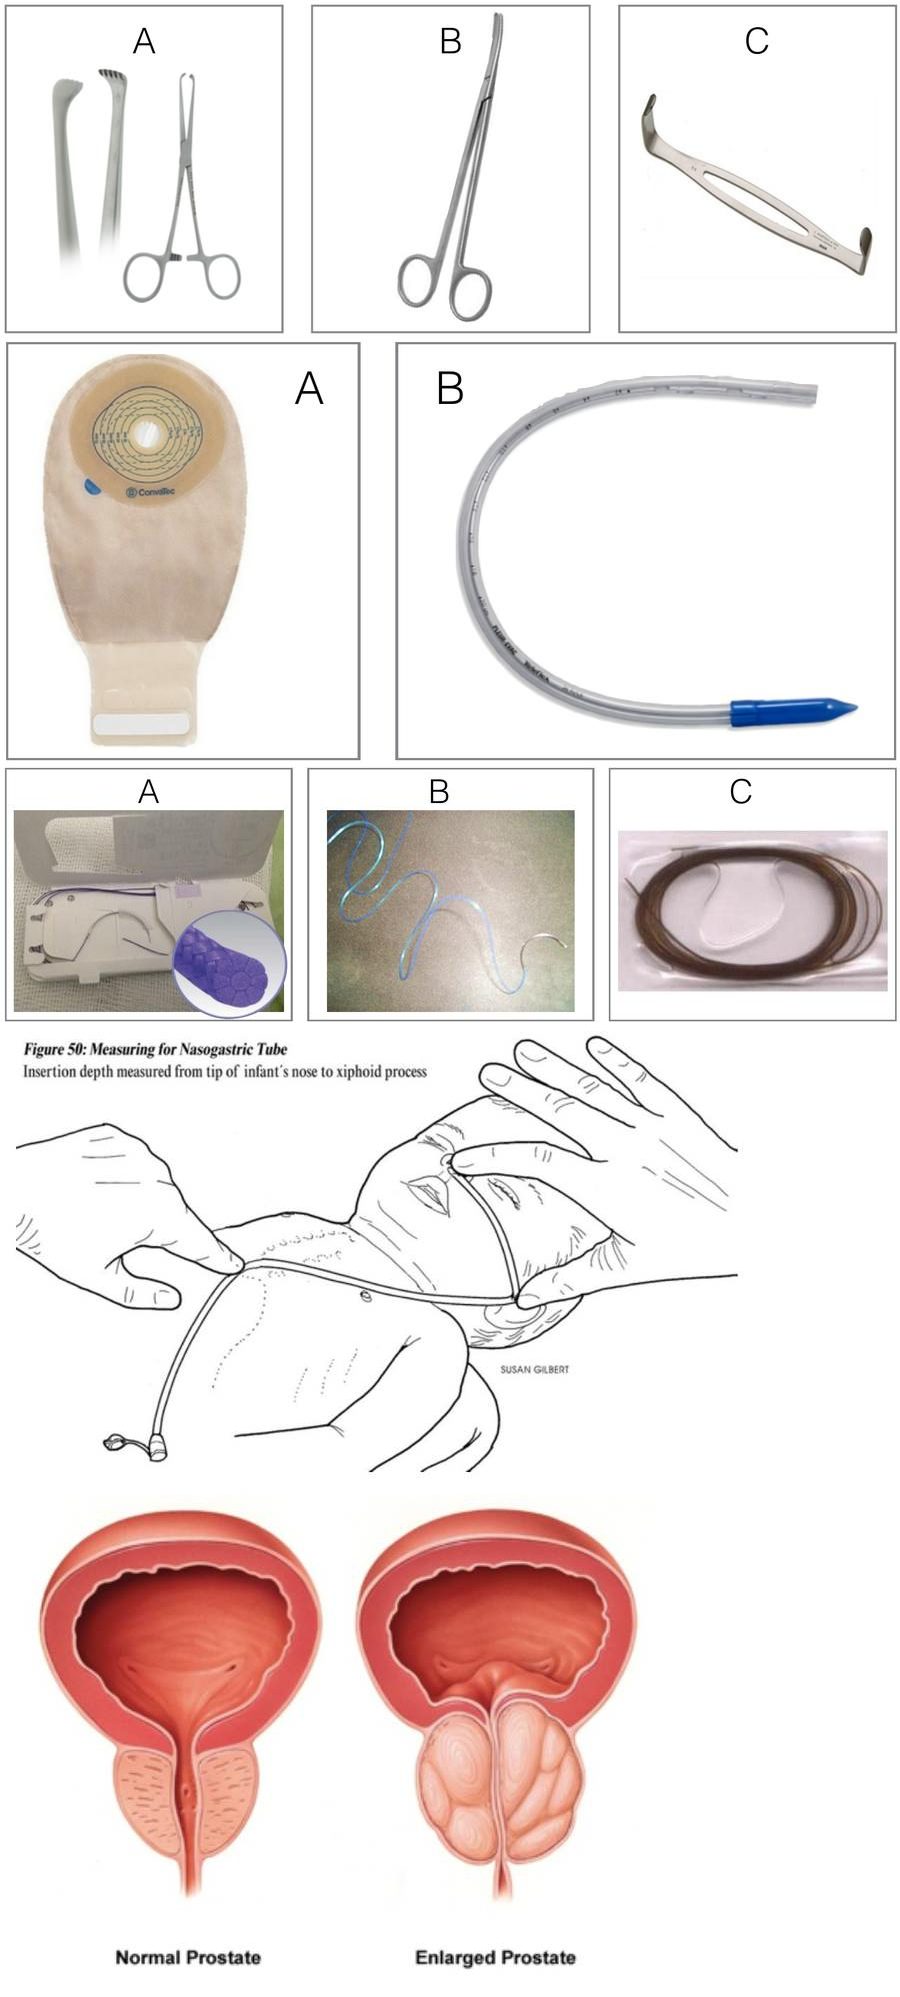 A
B
C
A
B
ConvaTec
A
B
C
Figure 50: Measuring for Nasogastric Tube
Insertion depth measured from tip of infant's nose to xiphoid process
SUSAN GILBERT
Normal Prostate
Enlarged Prostate